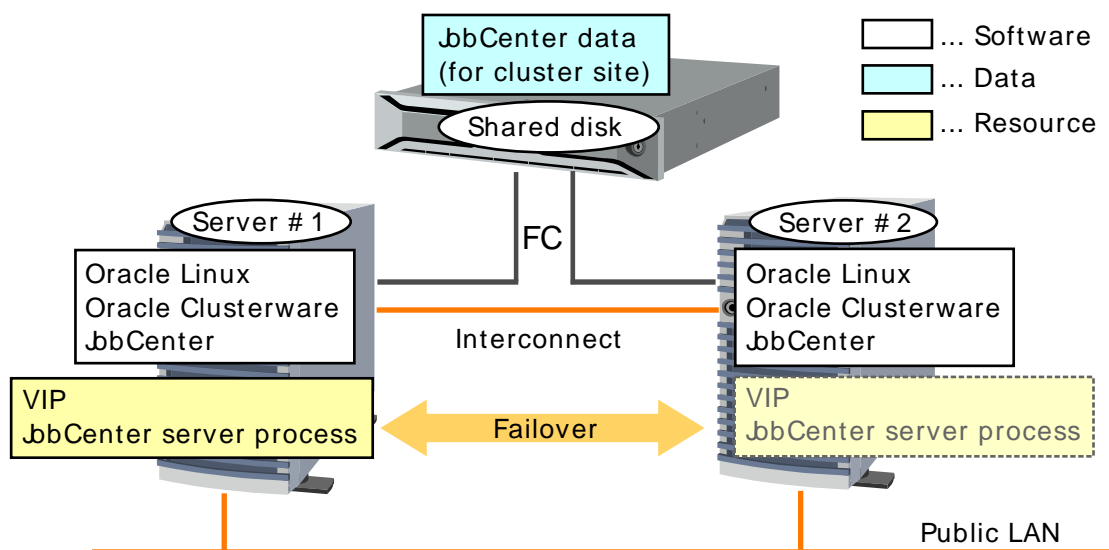 JobCenter data
(for cluster site)
... Software
... Data
... Resource
Shared disk
Server # 1
Server # 2
FC
Oracle Linux
Oracle Clusterware
JobCenter
Oracle Linux
Oracle Clusterware
JobCenter
Interconnect
VIP
JobCenter server process
Failover
VIP
JobCenter server process
Public LAN